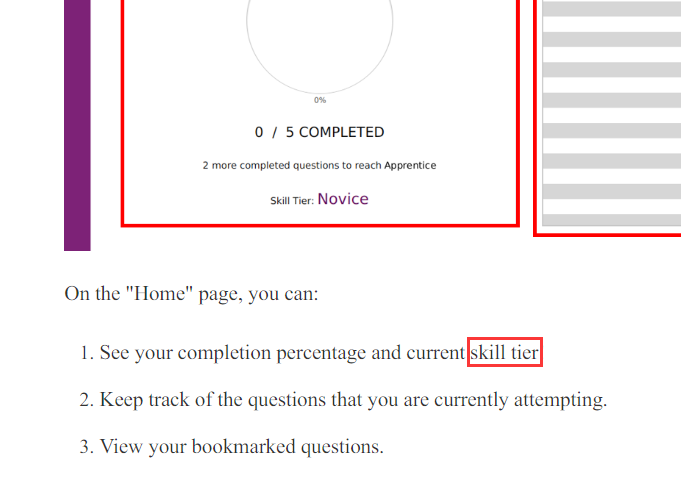 0%
0 / 5 COMPLETED
2 more completed questions to reach Apprentice
Skill Tier: Novice
On the "Home" page, you can:
1. See your completion percentage and current skill tier
2. Keep track of the questions that you are currently attempting.
3. View your bookmarked questions.